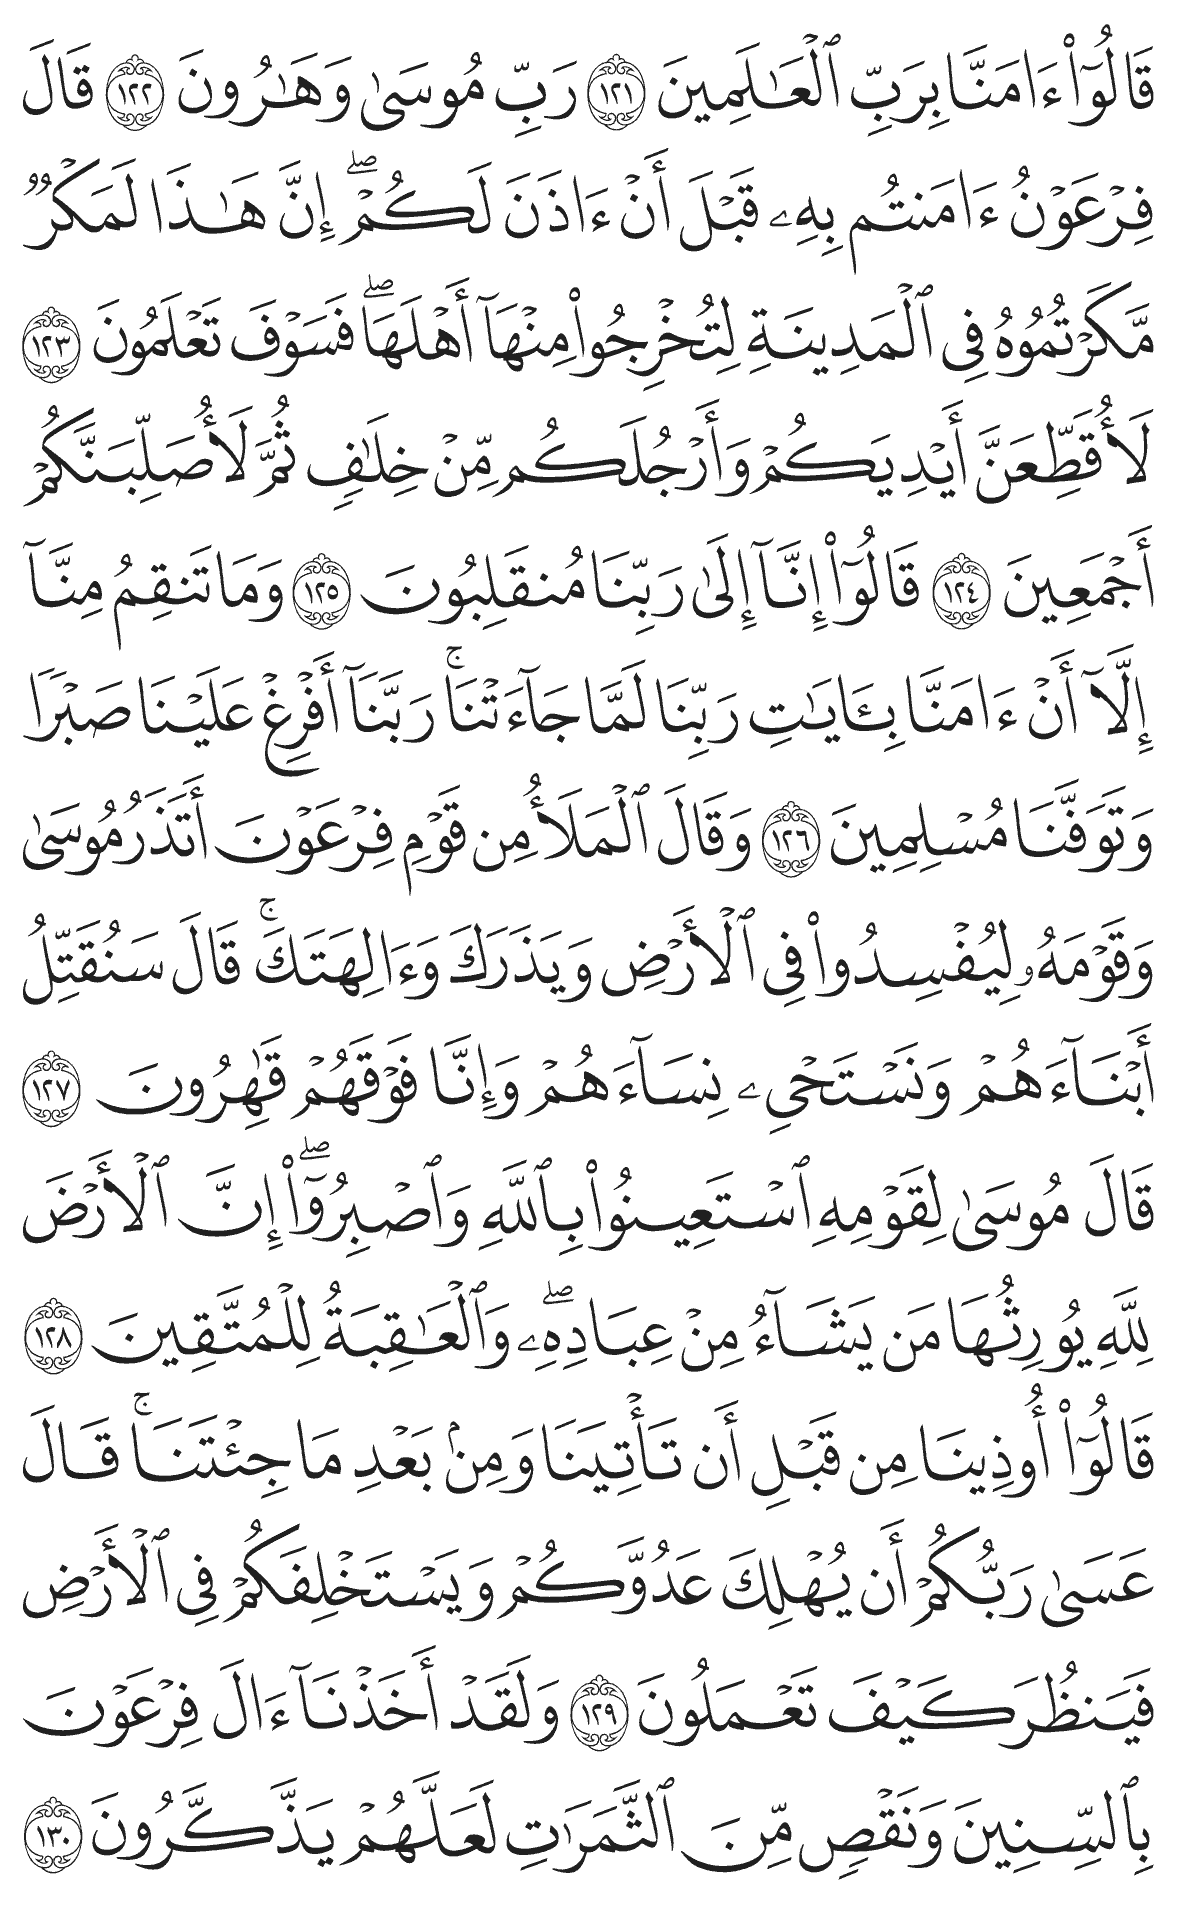 قَالُوٓا۟ ءَامَنَّا بِرَبِّ ٱلْعَٰلَمِينَ ١٢١ رَبِّ مُوسَىٰ وَهَٰرُونَ ١٢٢ قَالَ
فِرْعَوْنُ ءَامَنتُم بِهِۦ قَبْلَ أَنْ ءَاذَنَ لَكُمْ ۖ إِنَّ هَٰذَا لَمَكْرٌ
مَّكَرْتُمُوهُ فِى ٱلْمَدِينَةِ لِتُخْرِجُوا۟ مِنْهَآ أَهْلَهَا ۖ فَسَوْفَ تَعْلَمُونَ ١٢٣
لَأُقَطِّعَنَّ أَيْدِيَكُمْ وَأَرْجُلَكُم مِّنْ خِلَٰفٍ ثُمَّ لَأُصَلِّبَنَّكُمْ
أَجْمَعِينَ ١٢٤ قَالُوٓا۟ إِنَّآ إِلَىٰ رَبِّنَا مُنقَلِبُونَ ١٢٥ وَمَا تَنقِمُ مِنَّآ
إِلَّآ أَنْ ءَامَنَّا بِـَٔايَٰتِ رَبِّنَا لَمَّا جَآءَتْنَا ۚ رَبَّنَآ أَفْرِغْ عَلَيْنَا صَبْرًا
وَتَوَفَّنَا مُسْلِمِينَ ١٢٦ وَقَالَ ٱلْمَلَأُ مِن قَوْمِ فِرْعَوْنَ أَتَذَرُ مُوسَىٰ
وَقَوْمَهُۥ لِيُفْسِدُوا۟ فِى ٱلْأَرْضِ وَيَذَرَكَ وَءَالِهَتَكَ ۚ قَالَ سَنُقَتِّلُ
أَبْنَآءَهُمْ وَنَسْتَحْىِۦ نِسَآءَهُمْ وَإِنَّا فَوْقَهُمْ قَٰهِرُونَ ١٢٧
قَالَ مُوسَىٰ لِقَوْمِهِ ٱسْتَعِينُوا۟ بِٱللَّهِ وَٱصْبِرُوٓا۟ ۖ إِنَّ ٱلْأَرْضَ
لِلَّهِ يُورِثُهَا مَن يَشَآءُ مِنْ عِبَادِهِۦ ۖ وَٱلْعَٰقِبَةُ لِلْمُتَّقِينَ ١٢٨
قَالُوٓا۟ أُوذِينَا مِن قَبْلِ أَن تَأْتِيَنَا وَمِنۢ بَعْدِ مَا جِئْتَنَا ۚ قَالَ
عَسَىٰ رَبُّكُمْ أَن يُهْلِكَ عَدُوَّكُمْ وَيَسْتَخْلِفَكُمْ فِى ٱلْأَرْضِ
فَيَنظُرَ كَيْفَ تَعْمَلُونَ ١٢٩ وَلَقَدْ أَخَذْنَآ ءَالَ فِرْعَوْنَ
بِٱلسِّنِينَ وَنَقْصٍ مِّنَ ٱلثَّمَرَٰتِ لَعَلَّهُمْ يَذَّكَّرُونَ ١٣٠